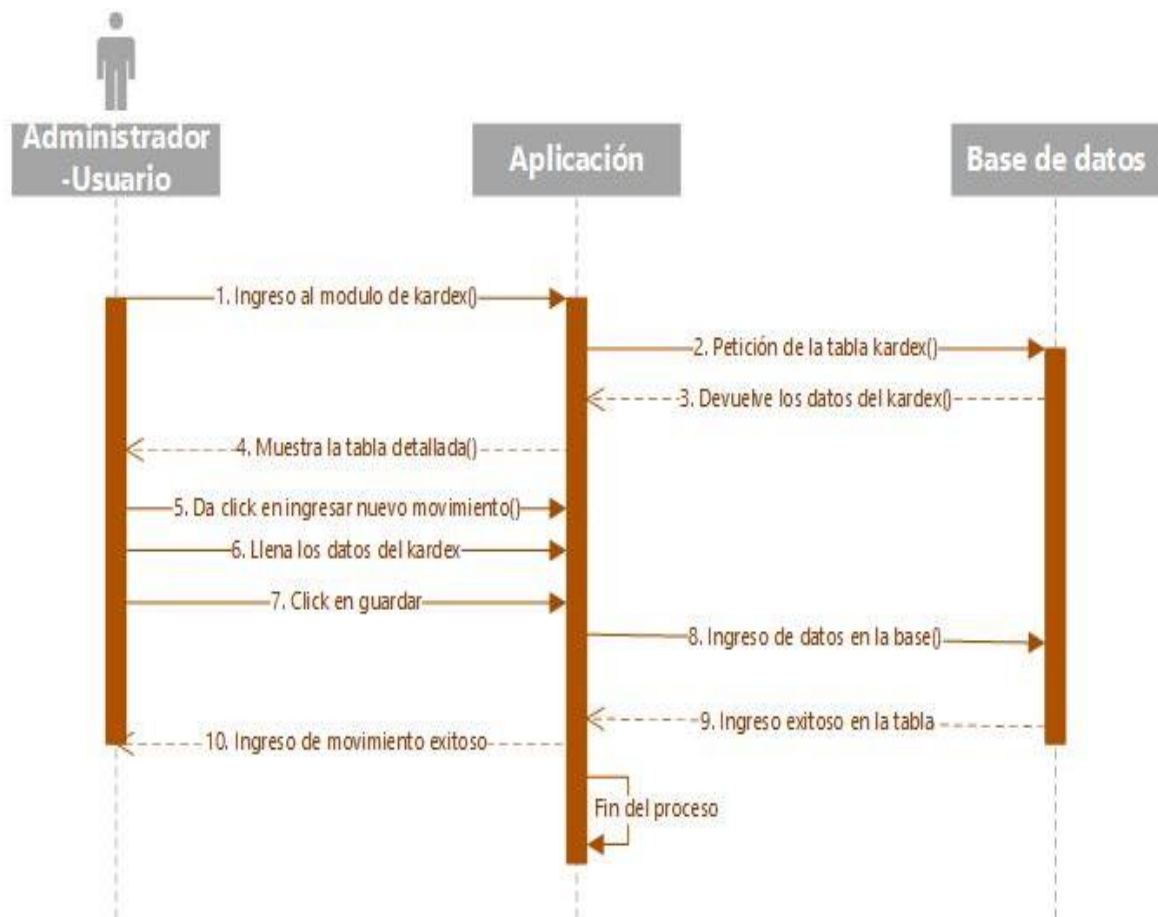 Administrador
-Usuario
Aplicación
Base de datos
1. Ingreso al modulo de kardex()
2. Petición de la tabla kardex()
3. Devuelve los datos del kardex()
4. Muestra la tabla detallada()
5. Da click en ingresar nuevo movimiento()
6. Llena los datos del kardex
7. Click en guardar
8. Ingreso de datos en la base()
9. Ingreso exitoso en la tabla
10. Ingreso de movimiento exitoso
Fin del proceso